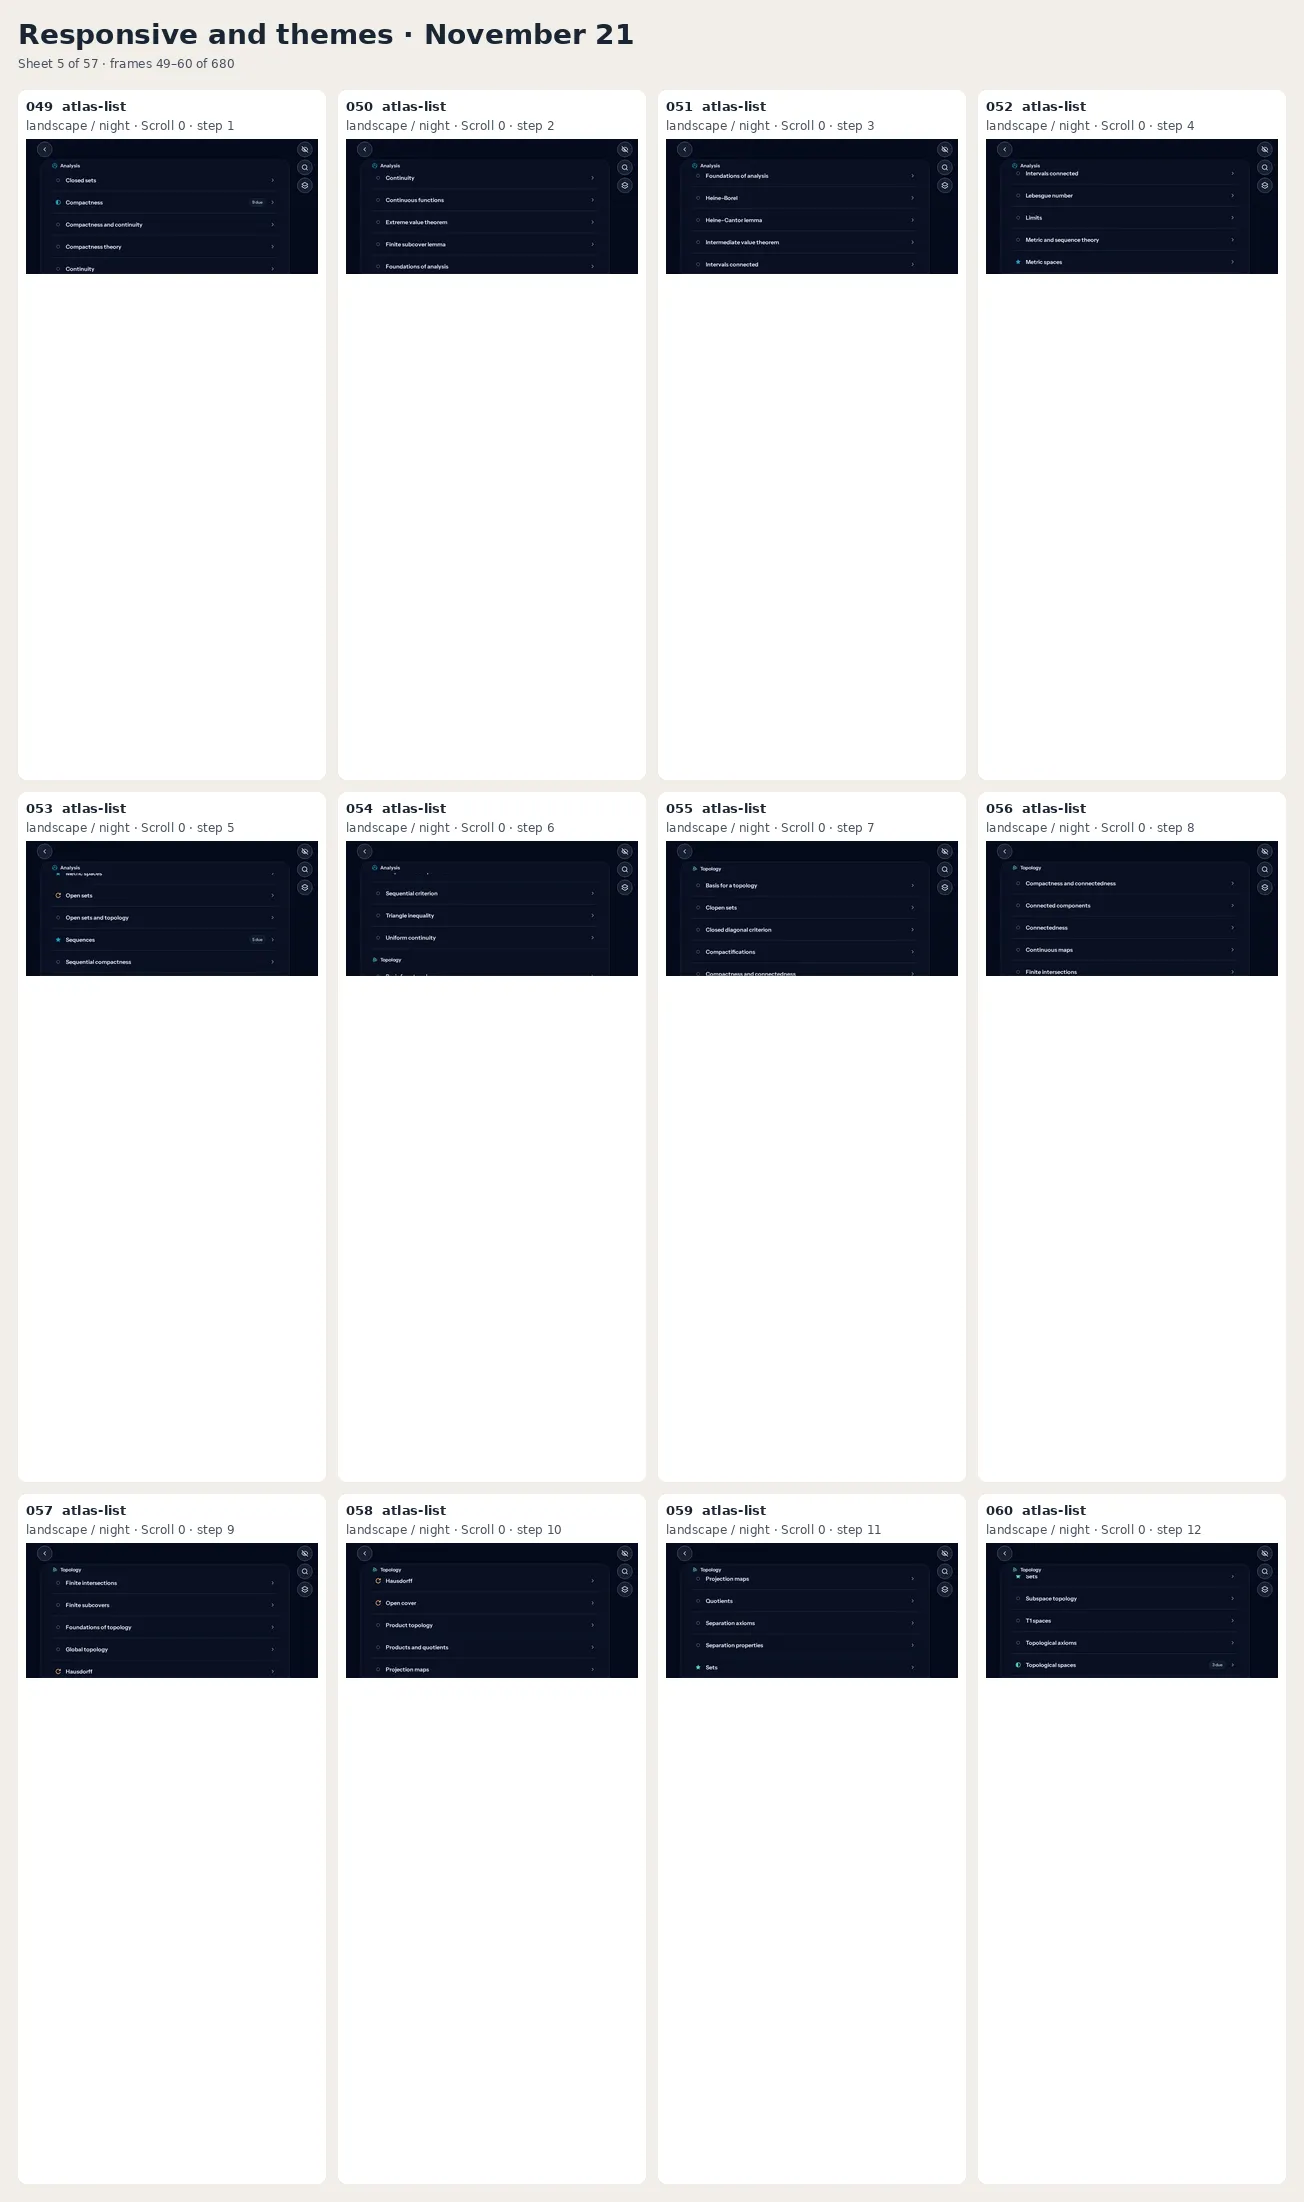 Responsive and themes · November 21
Sheet 5 of 57 · frames 49–60 of 680
049 atlas-list
landscape / night · Scroll 0 · step 1
Analysis
Closed sets
Compactness
Compactness and continuity
Compactness theory
Continuity
050 atlas-list
landscape / night · Scroll 0 · step 2
Analysis
Continuity
Continuous functions
Extreme value theorem
Finite subcover lemma
Foundations of analysis
051 atlas-list
landscape / night · Scroll 0 · step 3
Analysis
Foundations of analysis
Heine–Borel
Heine–Cantor lemma
Intermediate value theorem
Intervals connected
052 atlas-list
landscape / night · Scroll 0 · step 4
Analysis
Intervals connected
Lebesgue number
Limits
Metric and sequence theory
Metric spaces
053 atlas-list
landscape / night · Scroll 0 · step 5
Analysis
Metric spaces
Open sets
Open sets and topology
Sequences
Sequential compactness
054 atlas-list
landscape / night · Scroll 0 · step 6
Analysis
Sequential criterion
Triangle inequality
Uniform continuity
Topology
055 atlas-list
landscape / night · Scroll 0 · step 7
Topology
Basis for a topology
Clopen sets
Closed diagonal criterion
Compactifications
Compactness and connectedness
056 atlas-list
landscape / night · Scroll 0 · step 8
Topology
Compactness and connectedness
Connected components
Connectedness
Continuous maps
Finite intersections
057 atlas-list
landscape / night · Scroll 0 · step 9
Topology
Finite intersections
Finite subcovers
Foundations of topology
Global topology
Hausdorff
058 atlas-list
landscape / night · Scroll 0 · step 10
Topology
Hausdorff
Open cover
Product topology
Products and quotients
Projection maps
059 atlas-list
landscape / night · Scroll 0 · step 11
Topology
Projection maps
Quotients
Separation axioms
Separation properties
Sets
060 atlas-list
landscape / night · Scroll 0 · step 12
Topology
Sets
Subspace topology
T1 spaces
Topological axioms
Topological spaces